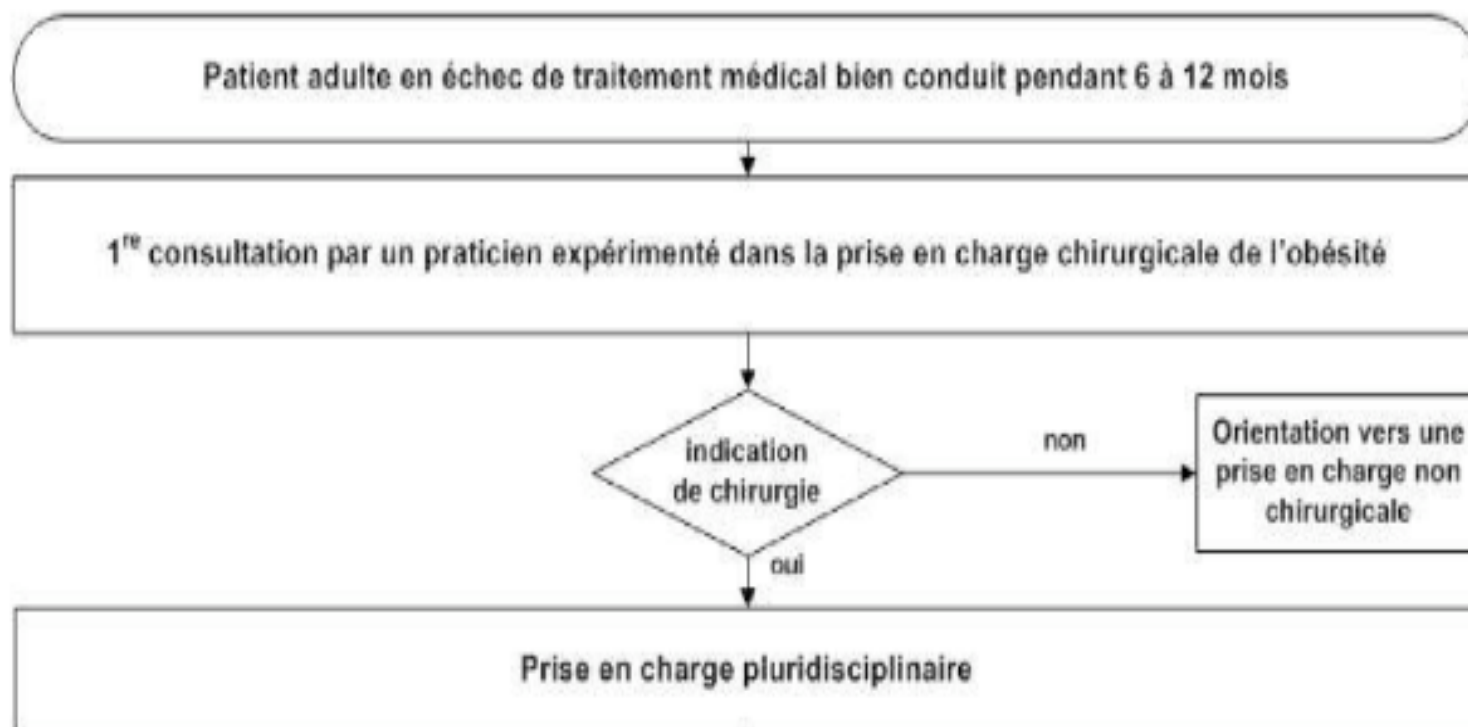 Patient adulte en échec de traitement médical bien conduit pendant 6 à 12 mois
1re consultation par un praticien expérimenté dans la prise en charge chirurgicale de l'obésité
indication
de chirurgie
non
Orientation vers une
prise en charge non
chirurgicale
oui
Prise en charge pluridisciplinaire